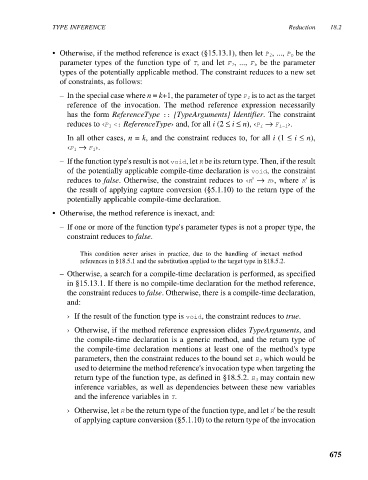 TYPE INFERENCE Reduction 18.2
• Otherwise, if the method reference is exact (§15.13.1), then let P₁, ..., Pₙ be the
parameter types of the function type of T, and let F₁, ..., Fₖ be the parameter
types of the potentially applicable method. The constraint reduces to a new set
of constraints, as follows:
– In the special case where n = k+1, the parameter of type P₁ is to act as the target
reference of the invocation. The method reference expression necessarily
has the form ReferenceType :: [TypeArguments] Identifier. The constraint
reduces to ‹P₁ <: ReferenceType› and, for all i (2 ≤ i ≤ n), ‹Pᵢ → Fᵢ₋₁›.
In all other cases, n = k, and the constraint reduces to, for all i (1 ≤ i ≤ n),
‹Pᵢ → Fᵢ›.
– If the function type's result is not void, let R be its return type. Then, if the result
of the potentially applicable compile-time declaration is void, the constraint
reduces to false. Otherwise, the constraint reduces to ‹R' → R›, where R' is
the result of applying capture conversion (§5.1.10) to the return type of the
potentially applicable compile-time declaration.
• Otherwise, the method reference is inexact, and:
– If one or more of the function type's parameter types is not a proper type, the
constraint reduces to false.
This condition never arises in practice, due to the handling of inexact method
references in §18.5.1 and the substitution applied to the target type in §18.5.2.
– Otherwise, a search for a compile-time declaration is performed, as specified
in §15.13.1. If there is no compile-time declaration for the method reference,
the constraint reduces to false. Otherwise, there is a compile-time declaration,
and:
› If the result of the function type is void, the constraint reduces to true.
› Otherwise, if the method reference expression elides TypeArguments, and
the compile-time declaration is a generic method, and the return type of
the compile-time declaration mentions at least one of the method's type
parameters, then the constraint reduces to the bound set B₃ which would be
used to determine the method reference's invocation type when targeting the
return type of the function type, as defined in §18.5.2. B₃ may contain new
inference variables, as well as dependencies between these new variables
and the inference variables in T.
› Otherwise, let R be the return type of the function type, and let R' be the result
of applying capture conversion (§5.1.10) to the return type of the invocation
675